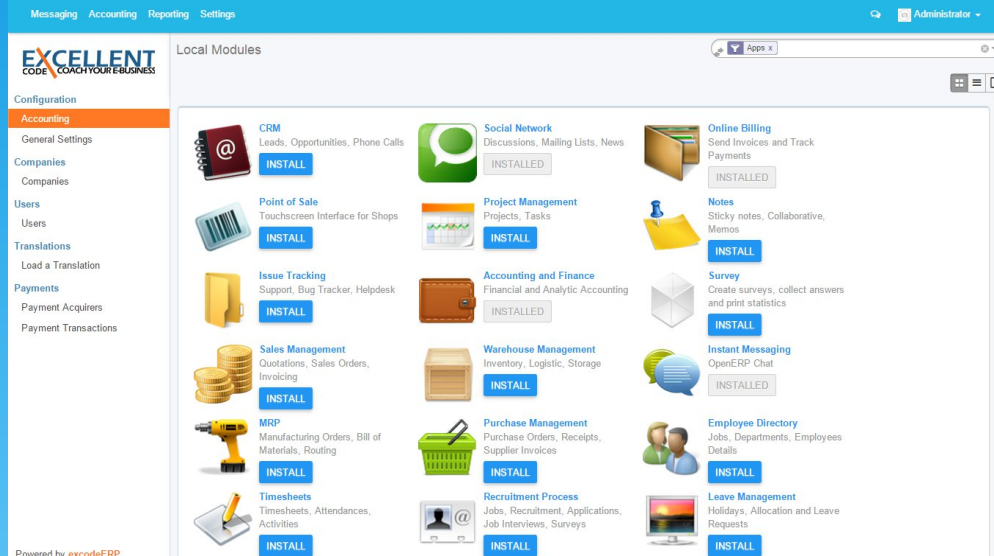 Messaging Accounting Reporting Settings
Administrator
EXCELLENT
CODE COACH YOUR E-BUSINESS
Local Modules
Apps x
Configuration
Accounting
General Settings
Companies
Companies
Users
Users
Translations
Load a Translation
Payments
Payment Acquirers
Payment Transactions
Powered by excodeERP
CRM
Leads, Opportunities, Phone Calls
INSTALL
Social Network
Discussions, Mailing Lists, News
INSTALLED
Online Billing
Send Invoices and Track
Payments
INSTALLED
Point of Sale
Touchscreen Interface for Shops
INSTALL
Project Management
Projects, Tasks
INSTALL
Notes
Sticky notes, Collaborative,
Memos
INSTALL
Issue Tracking
Support, Bug Tracker, Helpdesk
INSTALL
Accounting and Finance
Financial and Analytic Accounting
INSTALLED
Survey
Create surveys, collect answers
and print statistics
INSTALL
Sales Management
Quotations, Sales Orders,
Invoicing
INSTALL
Warehouse Management
Inventory, Logistic, Storage
INSTALL
Instant Messaging
OpenERP Chat
INSTALLED
MRP
Manufacturing Orders, Bill of
Materials, Routing
INSTALL
Purchase Management
Purchase Orders, Receipts,
Supplier Invoices
INSTALL
Employee Directory
Jobs, Departments, Employees
Details
INSTALL
Timesheets
Timesheets, Attendances,
Activities
INSTALL
Recruitment Process
Jobs, Recruitment, Applications,
Job Interviews, Surveys
INSTALL
Leave Management
Holidays, Allocation and Leave
Requests
INSTALL